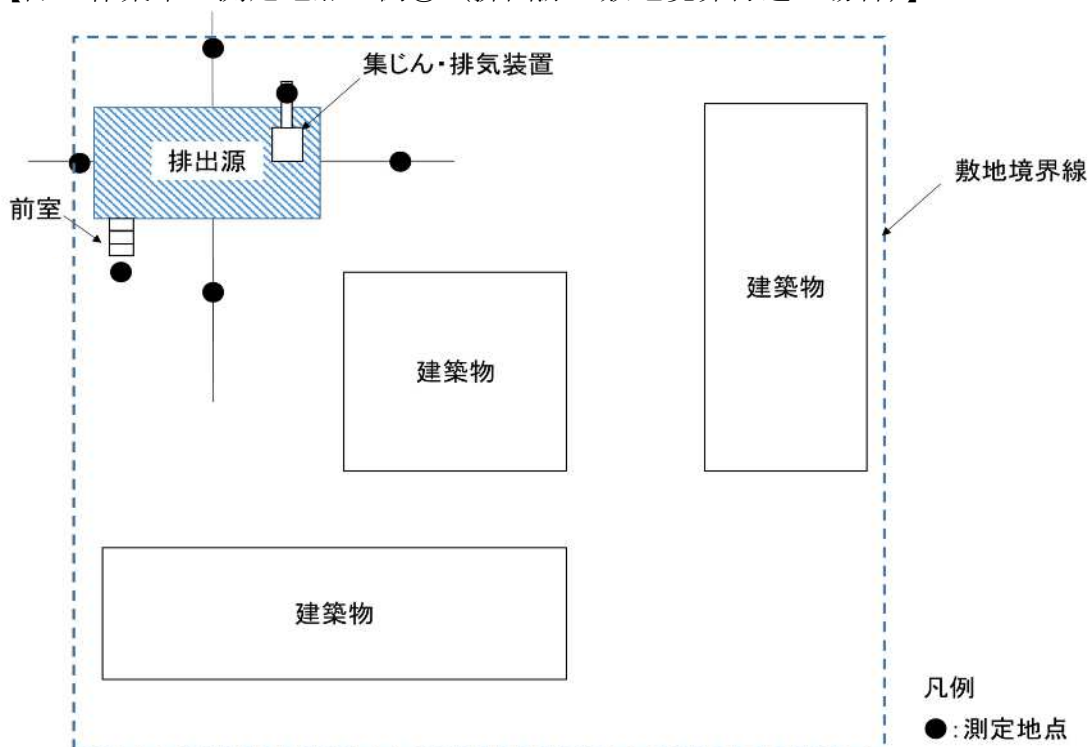 集じん・排気装置
排出源
敷地境界線
前室
建築物
建築物
建築物
凡例
●:測定地点